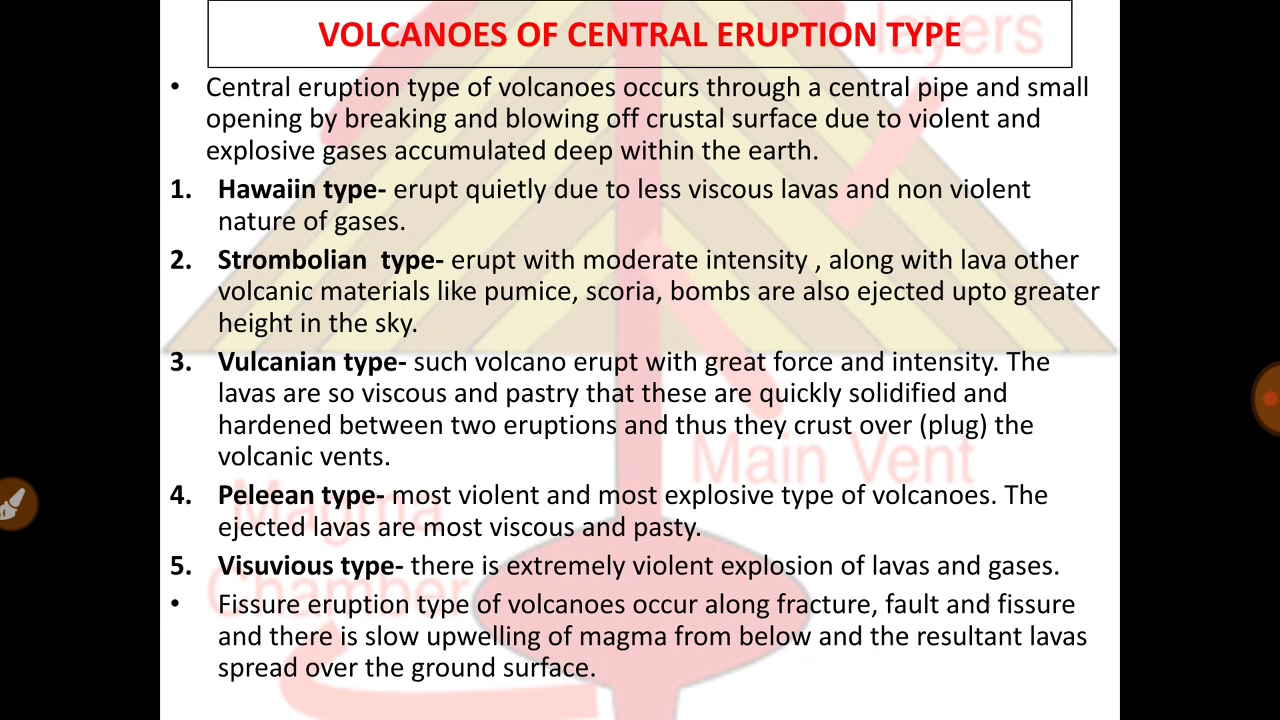 VOLCANOES OF CENTRAL ERUPTION TYPE
layers
• Central eruption type of volcanoes occurs through a central pipe and small
opening by breaking and blowing off crustal surface due to violent and
explosive gases accumulated deep within the earth.
1. Hawaiin type- erupt quietly due to less viscous lavas and non violent
nature of gases.
2. Strombolian type- erupt with moderate intensity , along with lava other
volcanic materials like pumice, scoria, bombs are also ejected upto greater
height in the sky.
3. Vulcanian type- such volcano erupt with great force and intensity. The
lavas are so viscous and pastry that these are quickly solidified and
hardened between two eruptions and thus they crust over (plug) the
volcanic vents.
Main Vent
4. Peleean type- most violent and most explosive type of volcanoes. The
ejected lavas are most viscous and pasty.
Magma
Chamber
5. Visuvious type- there is extremely violent explosion of lavas and gases.
• Fissure eruption type of volcanoes occur along fracture, fault and fissure
and there is slow upwelling of magma from below and the resultant lavas
spread over the ground surface.